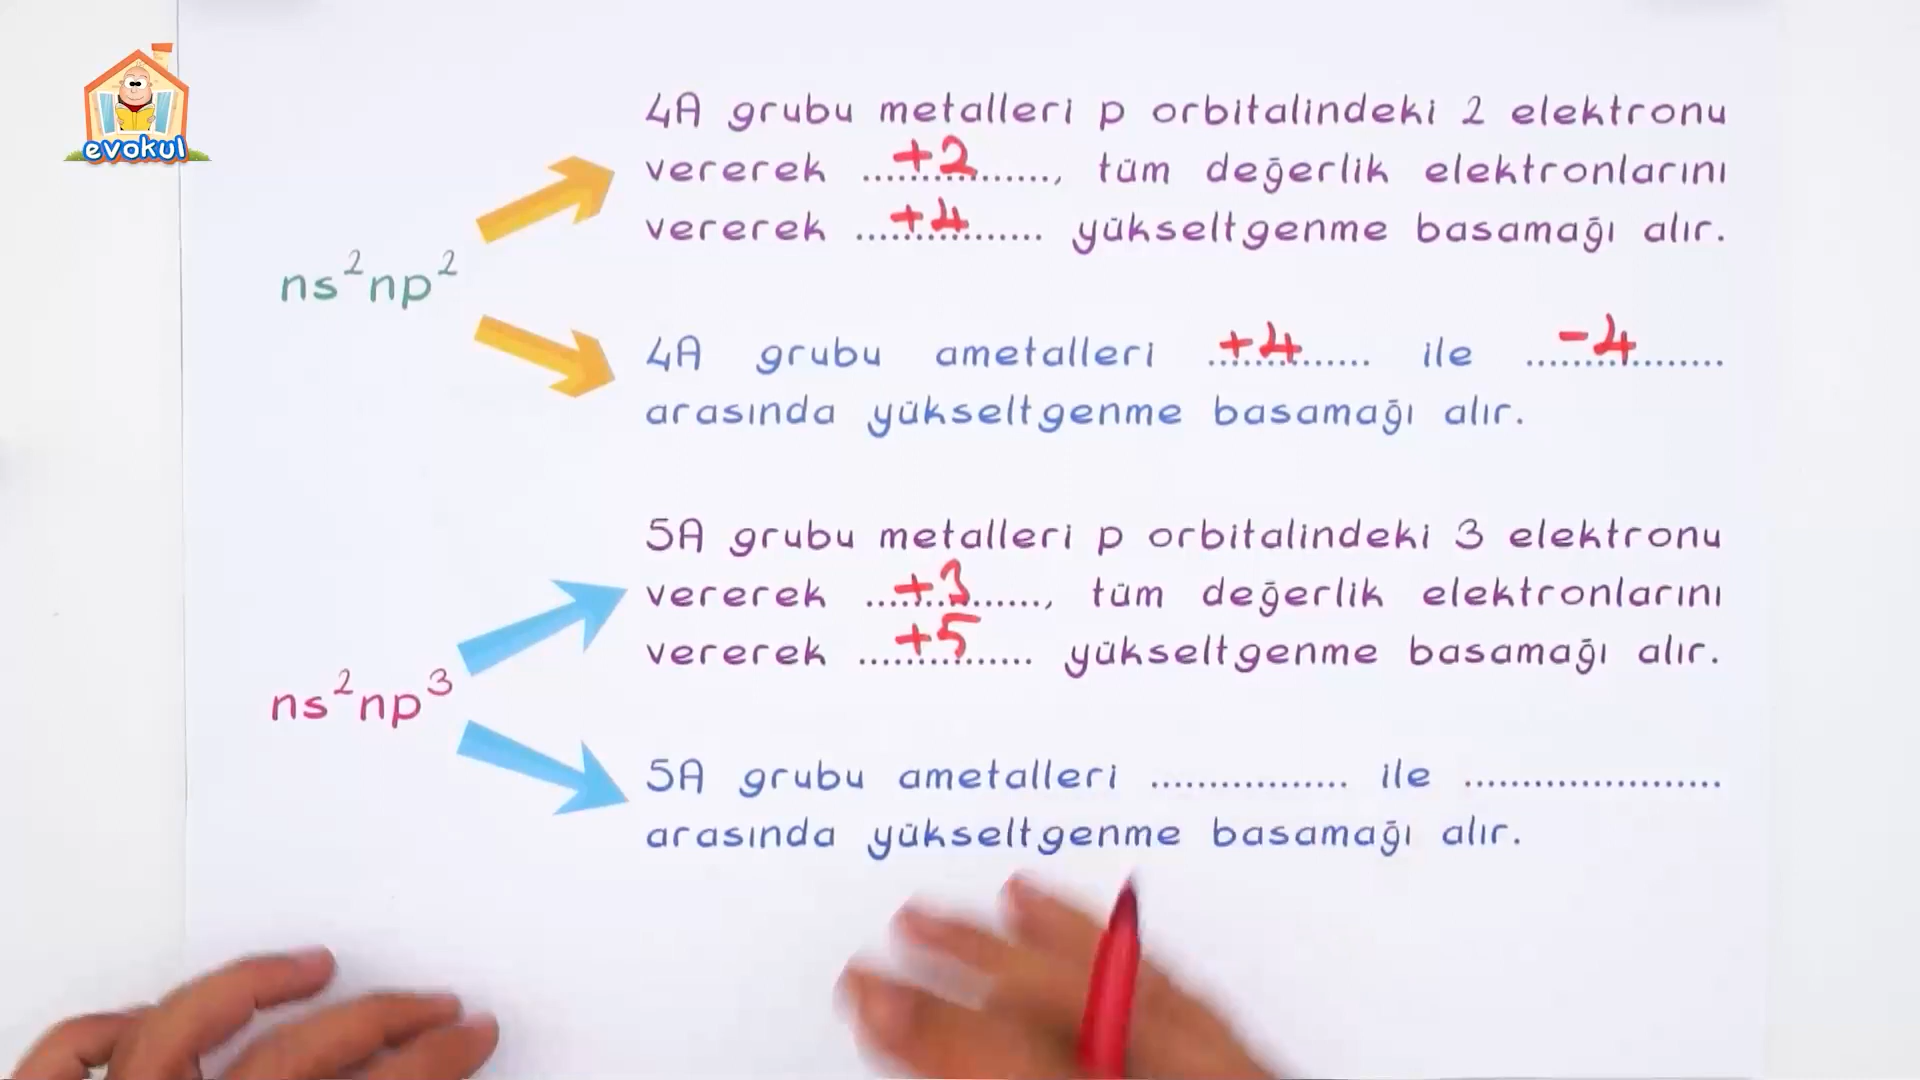 evokul
4A grubu metalleri p orbitalindeki 2 elektronu
vererek ....+2...., tüm değerlik elektronlarını
vererek ....+4.... yükseltgenme basamağı alır.
ns²np²
4A grubu ametalleri ....+4.... ile ....-4....
arasında yükseltgenme basamağı alır.
5A grubu metalleri p orbitalindeki 3 elektronu
vererek ....+3...., tüm değerlik elektronlarını
vererek ....+5.... yükseltgenme basamağı alır.
ns²np³
5A grubu ametalleri ................. ile ......................
arasında yükseltgenme basamağı alır.